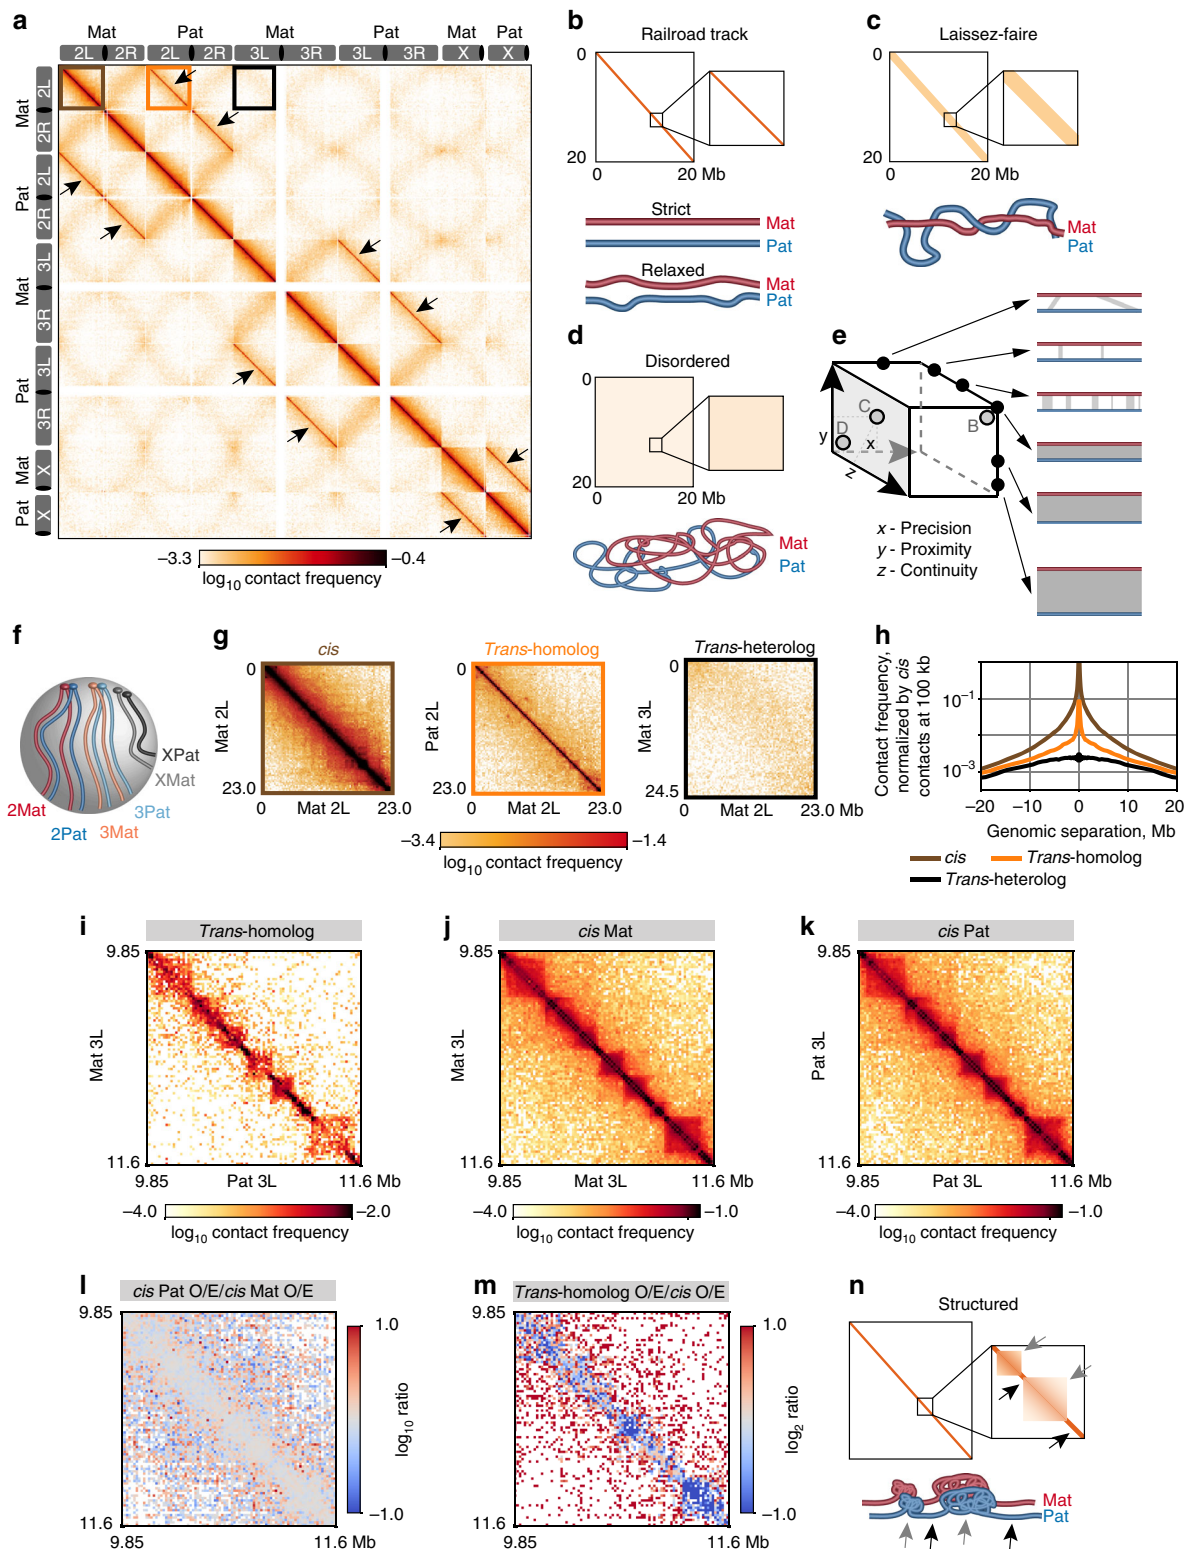 a
Mat Pat Mat Pat Mat Pat
2L 2R 2L 2R 3L 3R 3L 3R X X
Mat
2L
2R
Pat
2L
2R
Mat
3L
3R
Pat
3L
3R
Mat
X
Pat
X
–3.3 –0.4
log10 contact frequency
b
Railroad track
0
20
0 20 Mb
Strict
Mat
Pat
Relaxed
Mat
Pat
c
Laissez-faire
0
20
0 20 Mb
Mat
Pat
d
Disordered
0
20
0 20 Mb
Mat
Pat
e
C
B
D
y
x
z
x - Precision
y - Proximity
z - Continuity
f
XPat
XMat
2Mat 3Pat
2Pat 3Mat
g
cis
0
Mat 2L
23.0
0 Mat 2L 23.0
Trans-homolog
0
Pat 2L
23.0
0 Mat 2L 23.0
Trans-heterolog
0
Mat 3L
24.5
0 Mat 2L 23.0 Mb
–3.4 –1.4
log10 contact frequency
h
Contact frequency,
normalized by cis
contacts at 100 kb
10–1
10–3
–20 –10 0 10 20
Genomic separation, Mb
cis Trans-homolog
Trans-heterolog
i
Trans-homolog
9.85
Mat 3L
11.6
9.85 Pat 3L 11.6 Mb
–4.0 –2.0
log10 contact frequency
j
cis Mat
9.85
Mat 3L
11.6
9.85 Mat 3L 11.6 Mb
–4.0 –1.0
log10 contact frequency
k
cis Pat
9.85
Pat 3L
11.6
9.85 Pat 3L 11.6 Mb
–4.0 –1.0
log10 contact frequency
l
cis Pat O/E/cis Mat O/E
9.85
11.6
9.85 11.6 Mb
1.0
log10 ratio
–1.0
m
Trans-homolog O/E/cis O/E
9.85
11.6
9.85 11.6 Mb
1.0
log2 ratio
–1.0
n
Structured
Mat
Pat